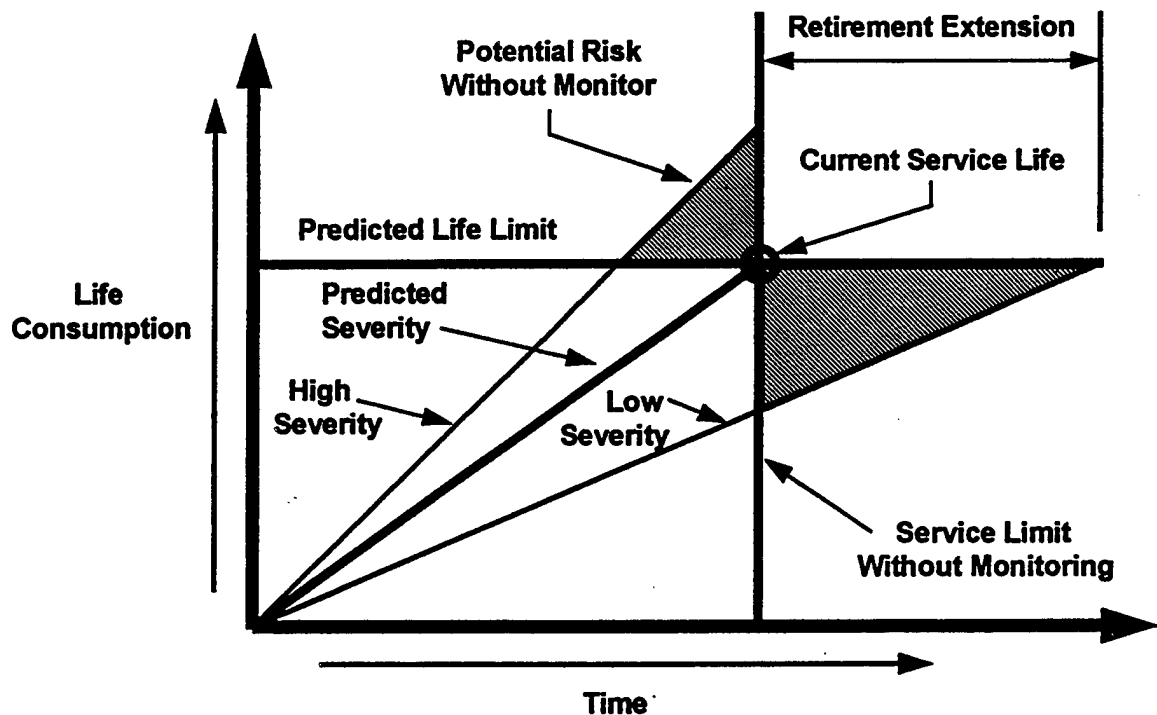 Retirement Extension
Potential Risk
Without Monitor
Current Service Life
Predicted Life Limit
Life
Consumption
Predicted
Severity
High
Severity
Low
Severity
Service Limit
Without Monitoring
Time